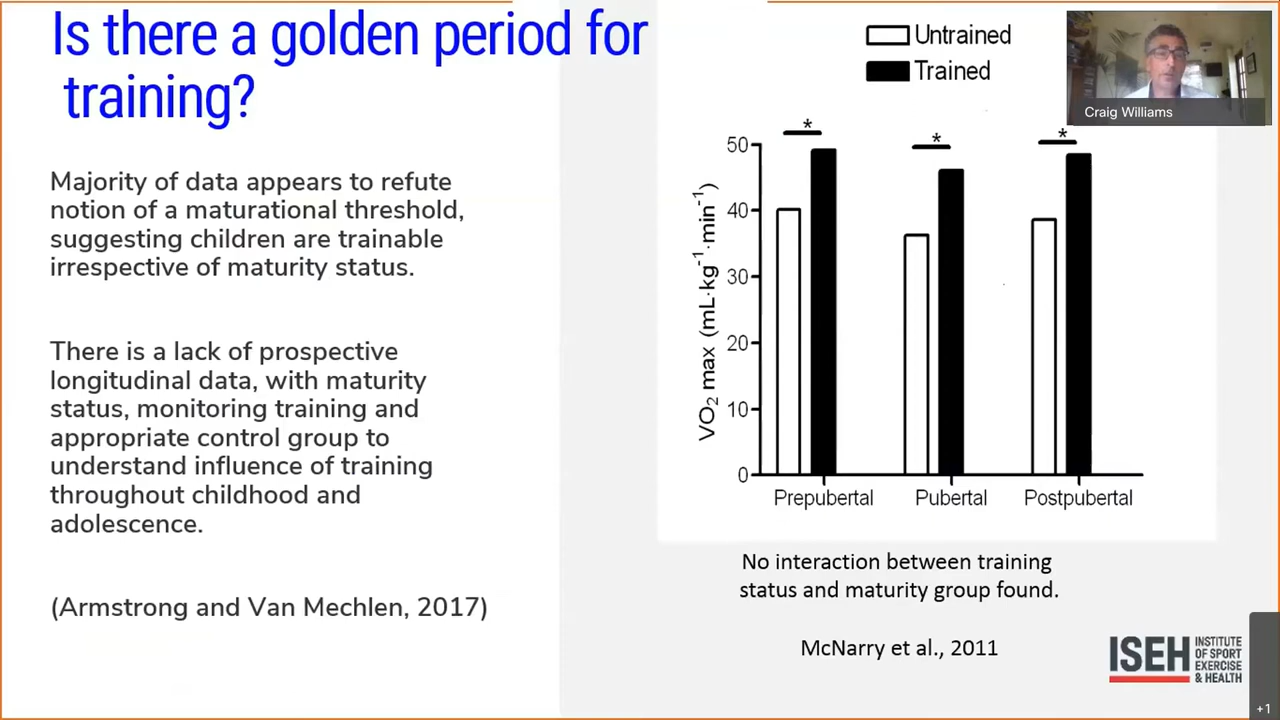 Is there a golden period for
training?
Majority of data appears to refute
notion of a maturational threshold,
suggesting children are trainable
irrespective of maturity status.
There is a lack of prospective
longitudinal data, with maturity
status, monitoring training and
appropriate control group to
understand influence of training
throughout childhood and
adolescence.
(Armstrong and Van Mechlen, 2017)
Untrained
Trained
Craig Williams
* * *
50
40
30
20
10
0
VO₂ max (mL·kg⁻¹·min⁻¹)
Prepubertal Pubertal Postpubertal
No interaction between training
status and maturity group found.
McNarry et al., 2011
ISEH
INSTITUTE
OF SPORT
EXERCISE
& HEALTH
+1